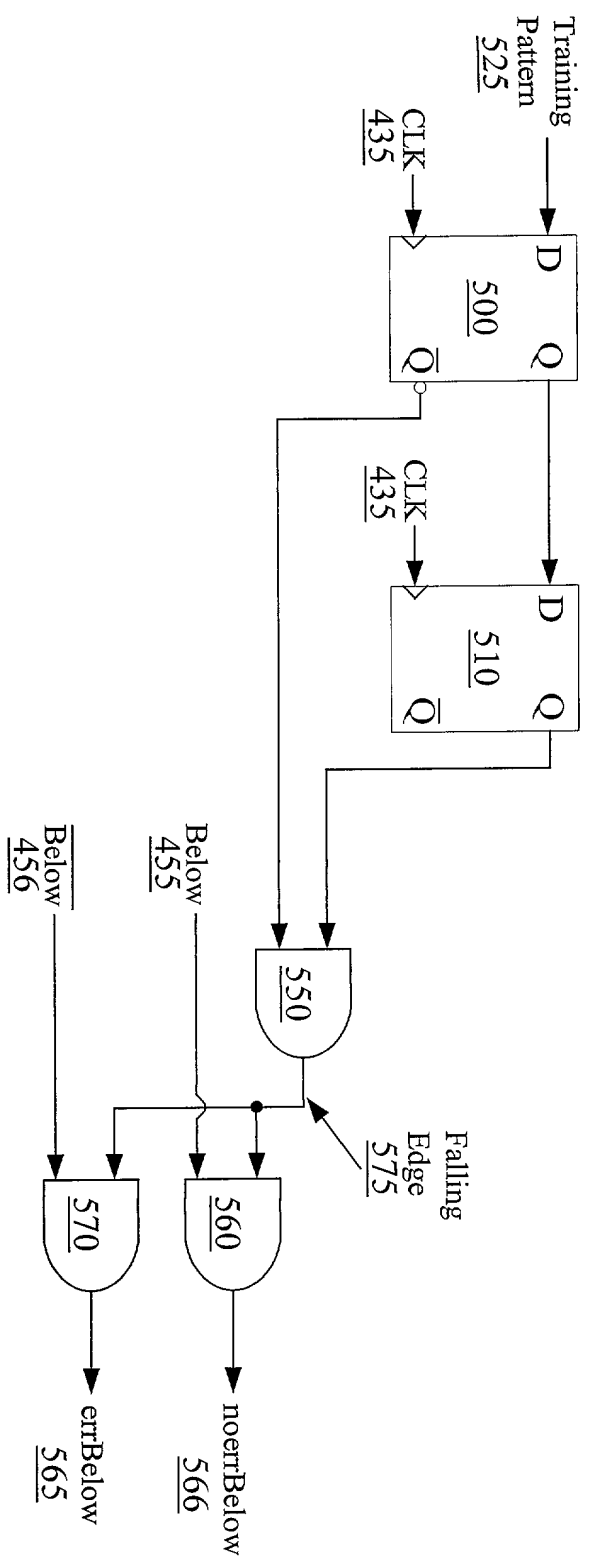 Training
Pattern
525
CLK
435
D
Q
500
Q̅
CLK
435
D
Q
510
Q̅
550
Falling
Edge
575
Below
455
B̅e̅l̅o̅w̅
456
560
570
noerrBelow
566
errBelow
565